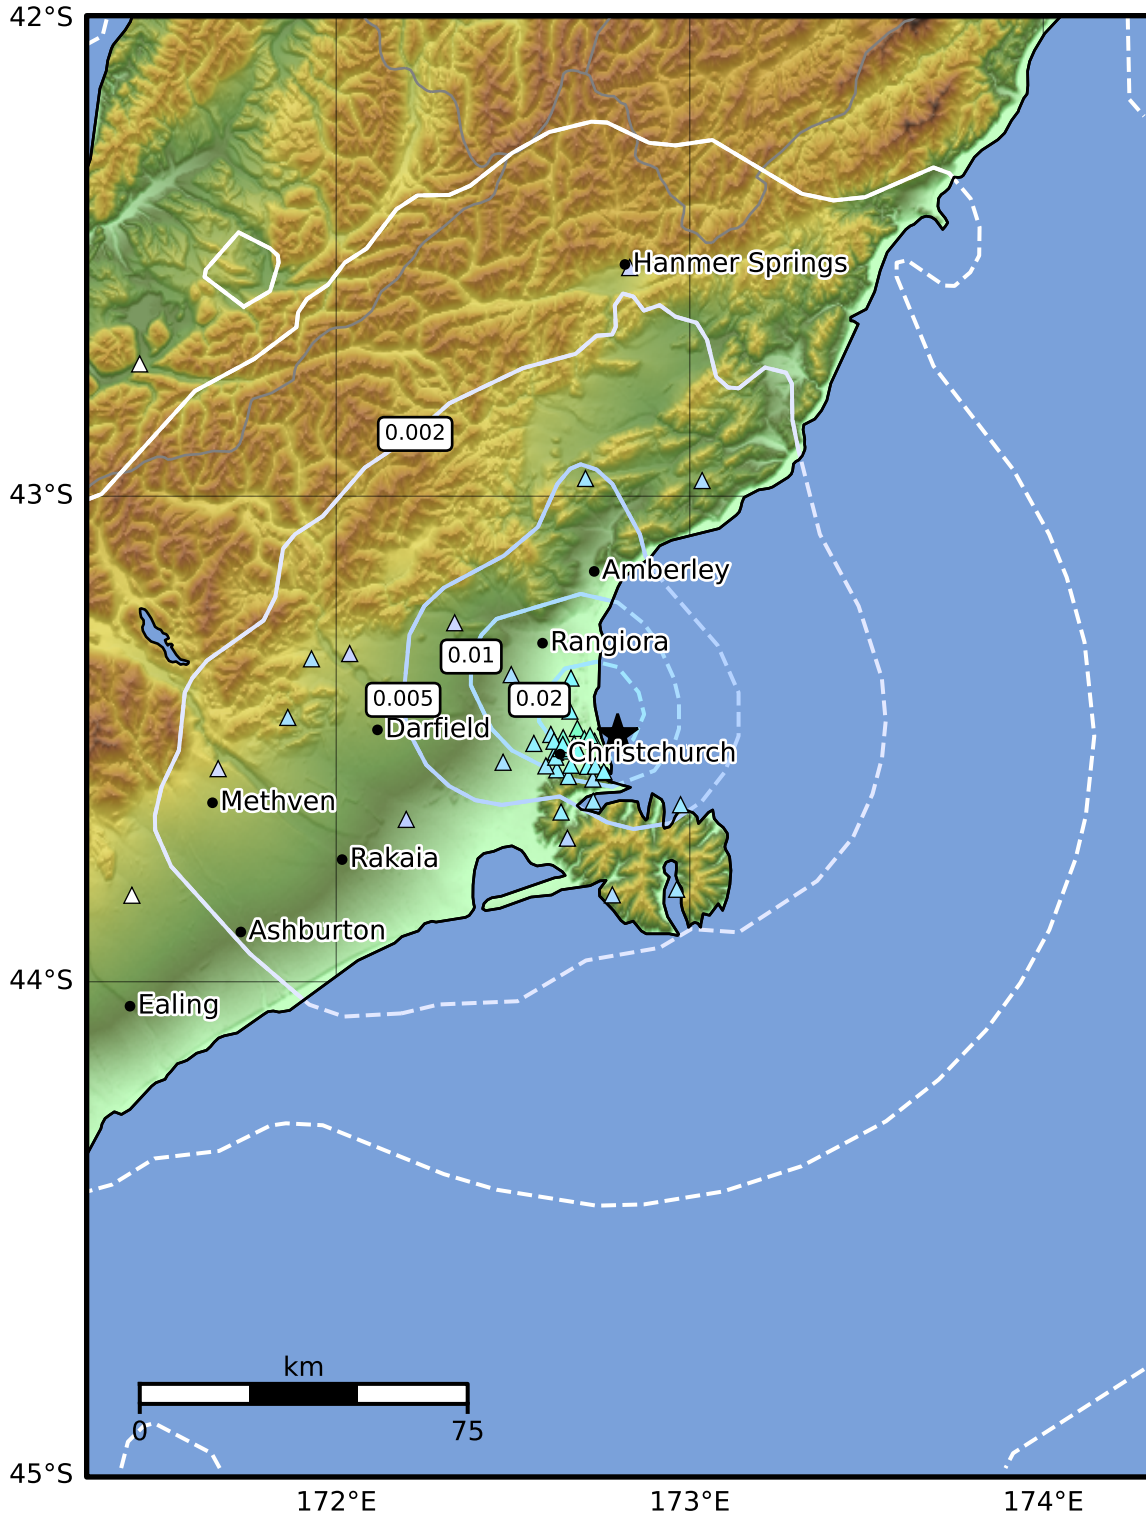 42°S
Hanmer Springs
0.002
43°S
Amberley
Rangiora
0.01
0.005
0.02
Darfield
Christchurch
Methven
Rakaia
Ashburton
44°S
Ealing
km
0
75
45°S
172°E
173°E
174°E